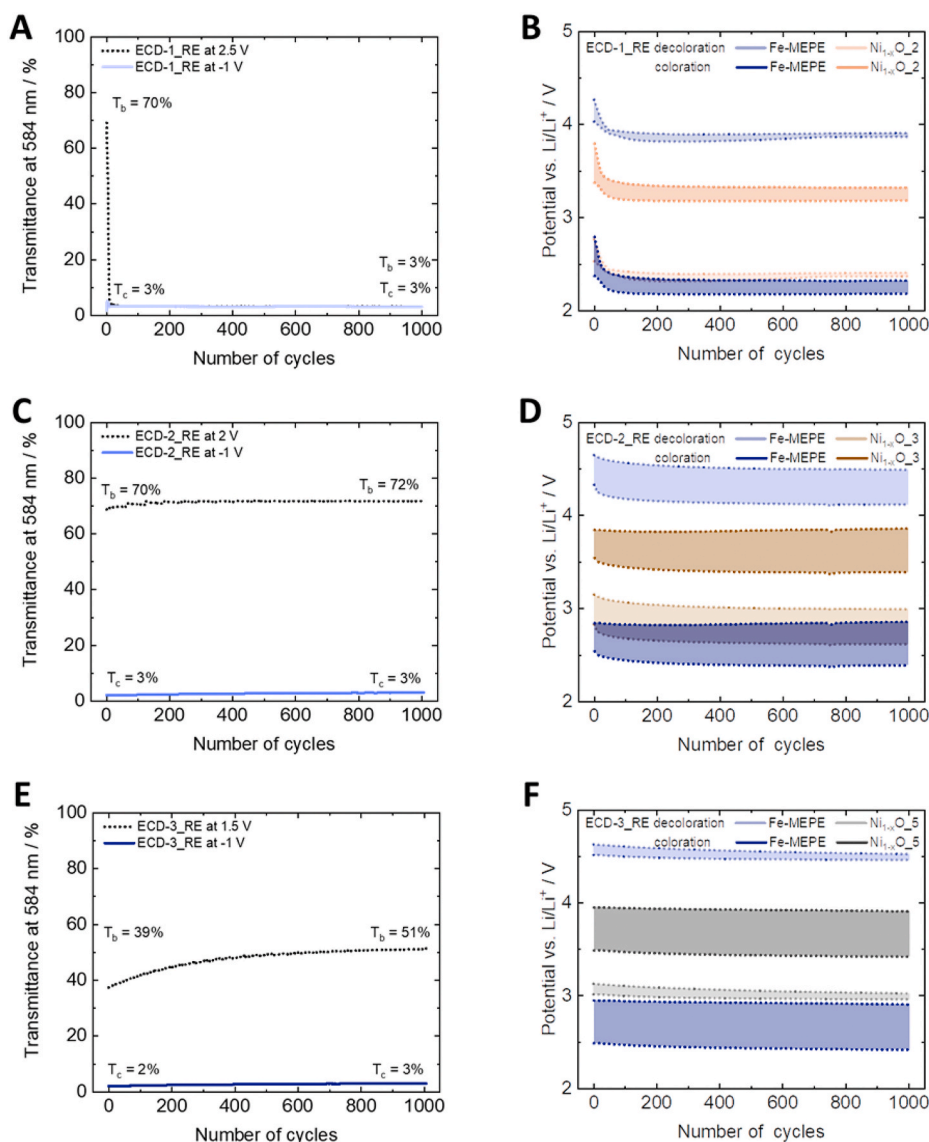 A
100
80
60
40
20
0
Transmittance at 584 nm / %
ECD-1_RE at 2.5 V
ECD-1_RE at -1 V
T_b = 70%
T_c = 3%
T_b = 3%
T_c = 3%
0 200 400 600 800 1000
Number of cycles
B
5
4
3
2
Potential vs. Li/Li⁺ / V
ECD-1_RE decoloration Fe-MEPE Ni₁₋ₓO_2
coloration Fe-MEPE Ni₁₋ₓO_2
0 200 400 600 800 1000
Number of cycles
C
100
80
60
40
20
0
Transmittance at 584 nm / %
ECD-2_RE at 2 V
ECD-2_RE at -1 V
T_b = 70%
T_b = 72%
T_c = 3%
T_c = 3%
0 200 400 600 800 1000
Number of cycles
D
5
4
3
2
Potential vs. Li/Li⁺ / V
ECD-2_RE decoloration Fe-MEPE Ni₁₋ₓO_3
coloration Fe-MEPE Ni₁₋ₓO_3
0 200 400 600 800 1000
Number of cycles
E
100
80
60
40
20
0
Transmittance at 584 nm / %
ECD-3_RE at 1.5 V
ECD-3_RE at -1 V
T_b = 39%
T_b = 51%
T_c = 2%
T_c = 3%
0 200 400 600 800 1000
Number of cycles
F
5
4
3
2
Potential vs. Li/Li⁺ / V
ECD-3_RE decoloration Fe-MEPE Ni₁₋ₓO_5
coloration Fe-MEPE Ni₁₋ₓO_5
0 200 400 600 800 1000
Number of cycles